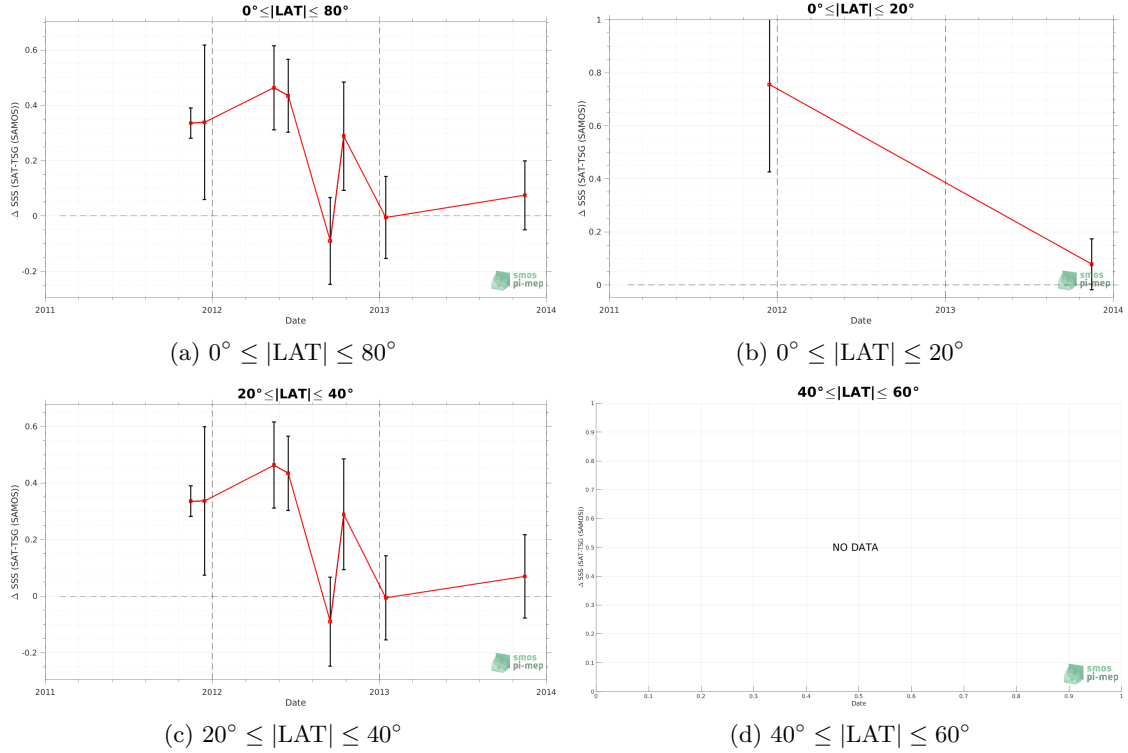 0°≤|LAT|≤ 80°
Δ SSS (SAT-TSG (SAMOS))
0.6
0.4
0.2
0
-0.2
2011
2012
2013
2014
Date
smos
pi-mep
(a) 0° ≤ |LAT| ≤ 80°
0°≤|LAT|≤ 20°
Δ SSS (SAT-TSG (SAMOS))
1
0.8
0.6
0.4
0.2
0
2011
2012
2013
2014
Date
smos
pi-mep
(b) 0° ≤ |LAT| ≤ 20°
20°≤|LAT|≤ 40°
Δ SSS (SAT-TSG (SAMOS))
0.6
0.4
0.2
0
-0.2
2011
2012
2013
2014
Date
smos
pi-mep
(c) 20° ≤ |LAT| ≤ 40°
40°≤|LAT|≤ 60°
Δ SSS (SAT-TSG (SAMOS))
1
0.9
0.8
0.7
0.6
0.5
0.4
0.3
0.2
0.1
0
NO DATA
0
0.1
0.2
0.3
0.4
0.5
0.6
0.7
0.8
0.9
1
Date
smos
pi-mep
(d) 40° ≤ |LAT| ≤ 60°